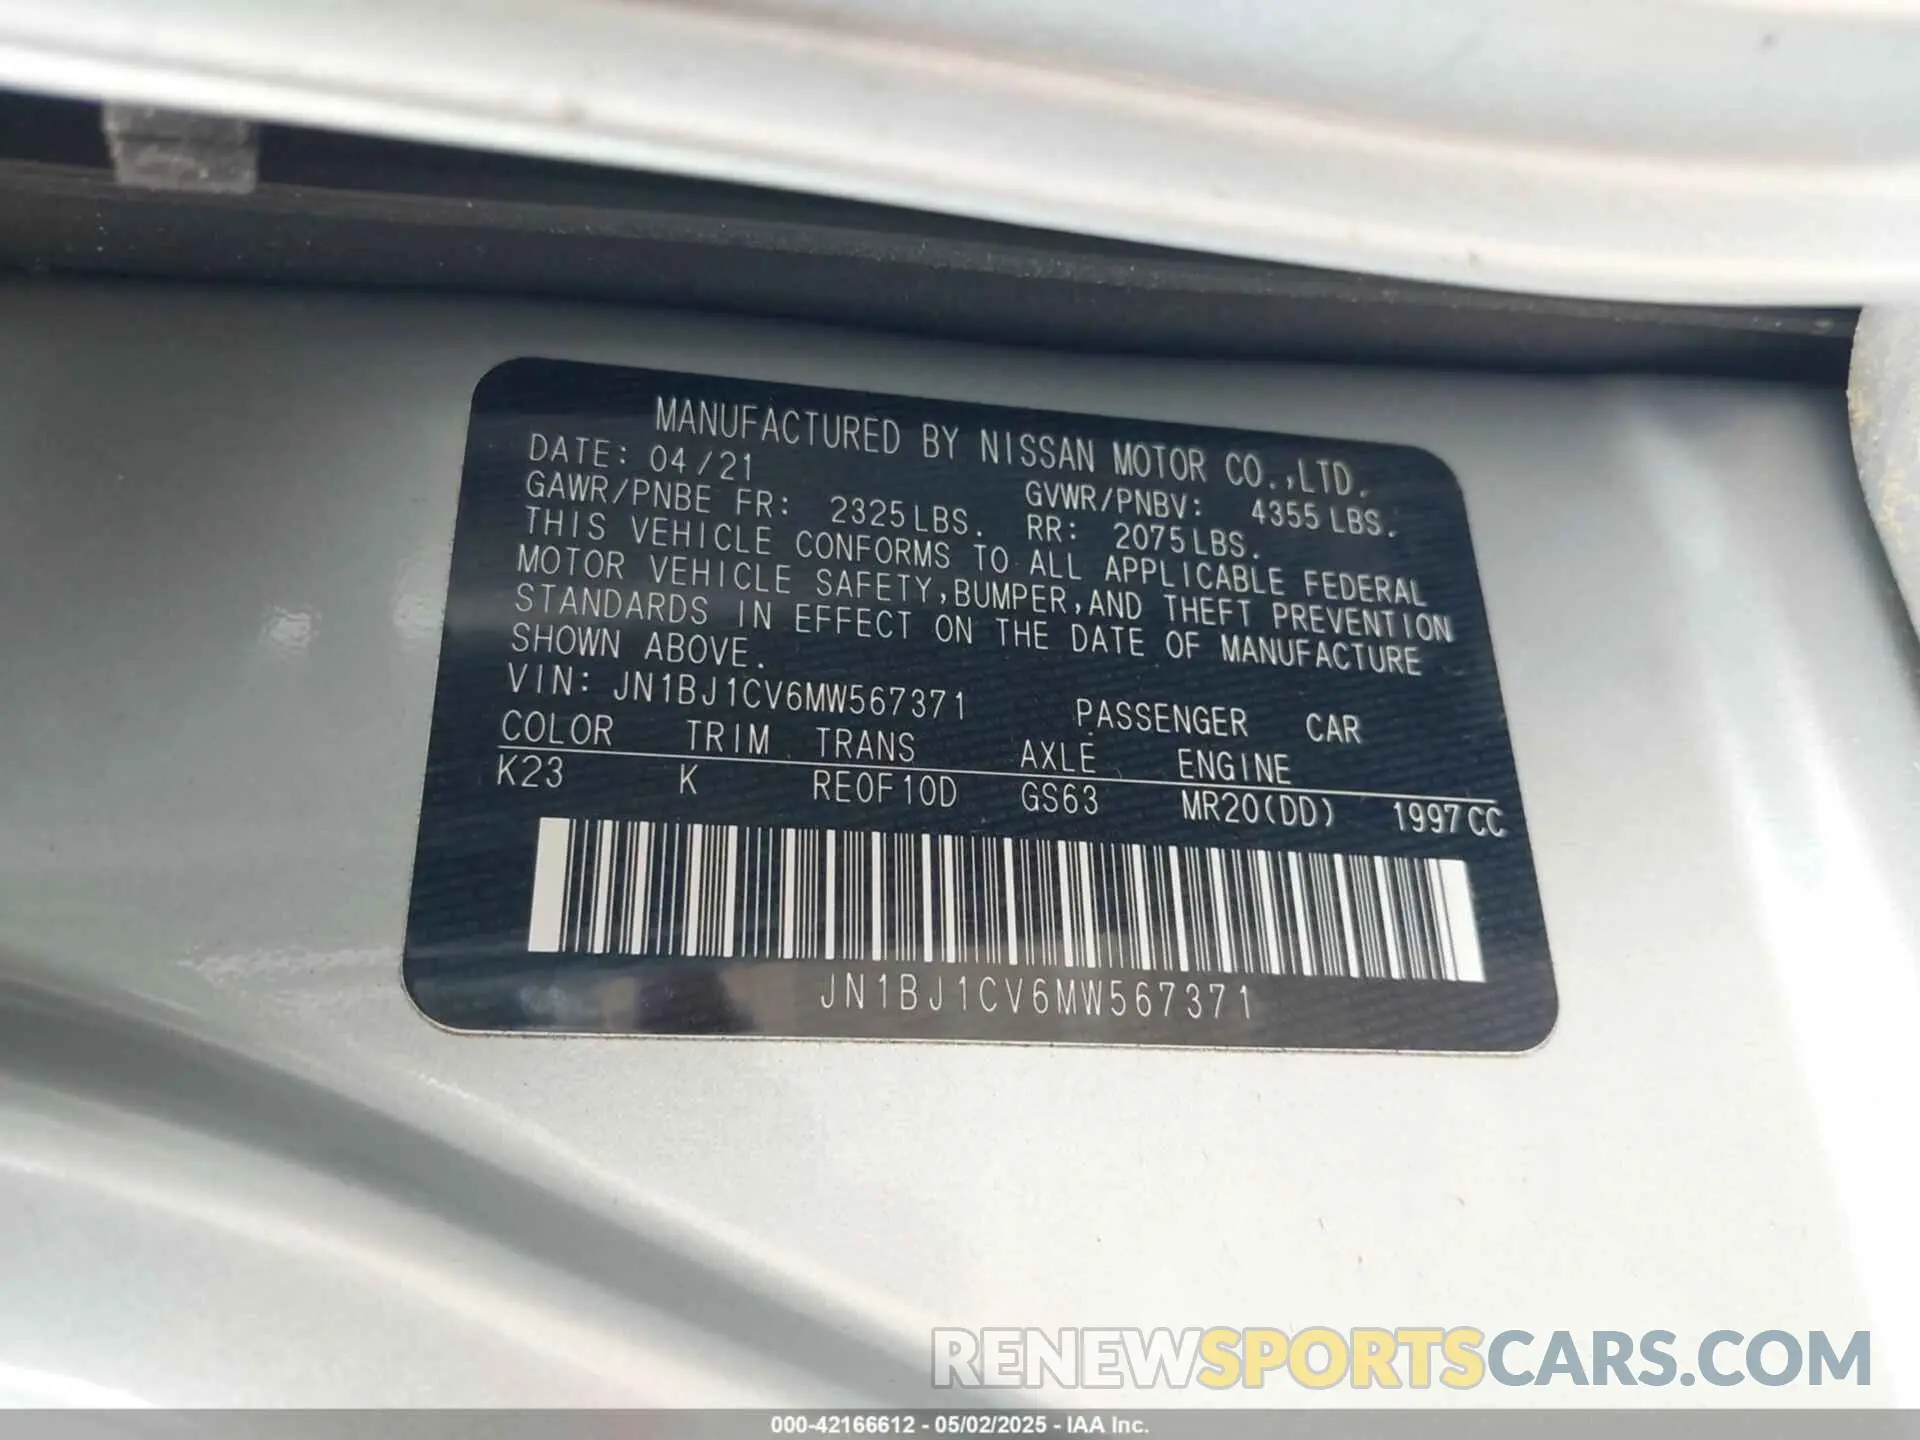 MANUFACTURED BY NISSAN MOTOR CO.,LTD.
DATE: 04/21 GVWR/PNBV: 4355 LBS.
GAWR/PNBE FR: 2325LBS. RR: 2075LBS.
THIS VEHICLE CONFORMS TO ALL APPLICABLE FEDERAL
MOTOR VEHICLE SAFETY,BUMPER,AND THEFT PREVENTION
STANDARDS IN EFFECT ON THE DATE OF MANUFACTURE
SHOWN ABOVE.
VIN: JN1BJ1CV6MW567371 PASSENGER CAR
COLOR TRIM TRANS AXLE ENGINE
K23 K RE0F10D GS63 MR20(DD) 1997CC
JN1BJ1CV6MW567371
RENEWSPORTSCARS.COM
000-42166612 - 05/02/2025 - IAA Inc.